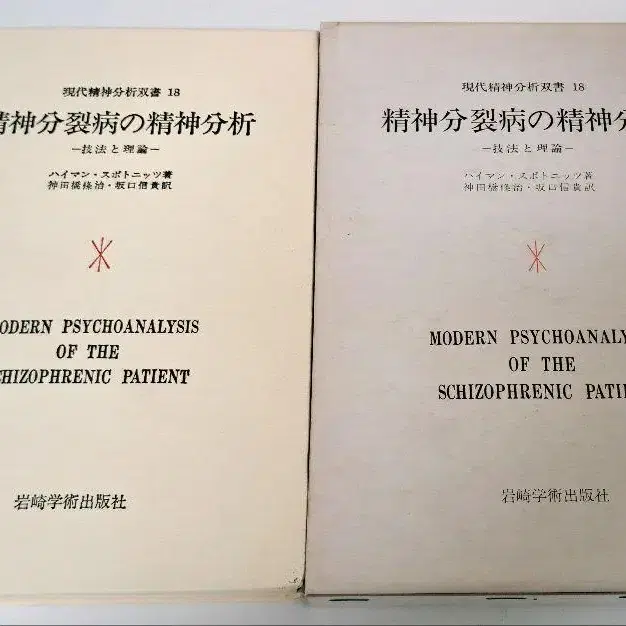 現代精神分析双書 18
精神分裂病の精神分析
―技法と理論―
ハイマン・スポトニッツ著
神田橋條治・坂口信貴訳
ODERN PSYCHOANALYSIS
OF THE
HIZOPHRENIC PATIENT
岩崎学術出版社
現代精神分析双書 18
精神分裂病の精神分
―技法と理論―
ハイマン・スポトニッツ著
神田橋條治・坂口信貴訳
MODERN PSYCHOANALY
OF THE
SCHIZOPHRENIC PATI
岩崎学術出版社